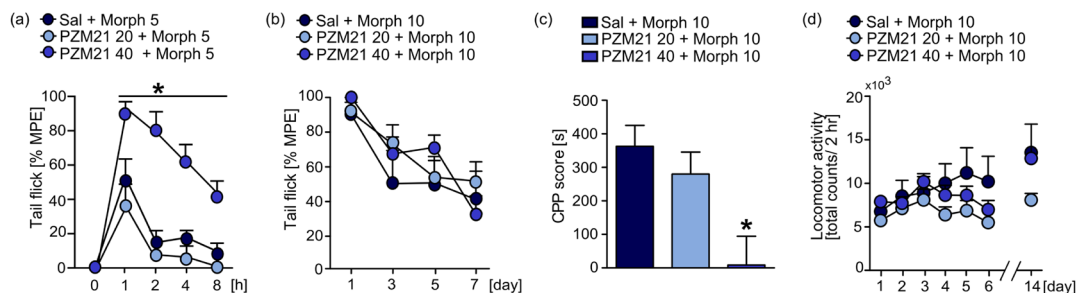 (a)
Sal + Morph 5
PZM21 20 + Morph 5
PZM21 40 + Morph 5
*
Tail flick [% MPE]
100
80
60
40
20
0
0 1 2 4 8 [h]
(b)
Sal + Morph 10
PZM21 20 + Morph 10
PZM21 40 + Morph 10
Tail flick [% MPE]
100
80
60
40
20
0
1 3 5 7 [day]
(c)
Sal + Morph 10
PZM21 20 + Morph 10
PZM21 40 + Morph 10
CPP score [s]
500
400
300
200
100
0
*
(d)
Sal + Morph 10
PZM21 20 + Morph 10
PZM21 40 + Morph 10
x10³
Locomotor activity
[total counts/ 2 hr]
20
15
10
5
0
1 2 3 4 5 6 14 [day]